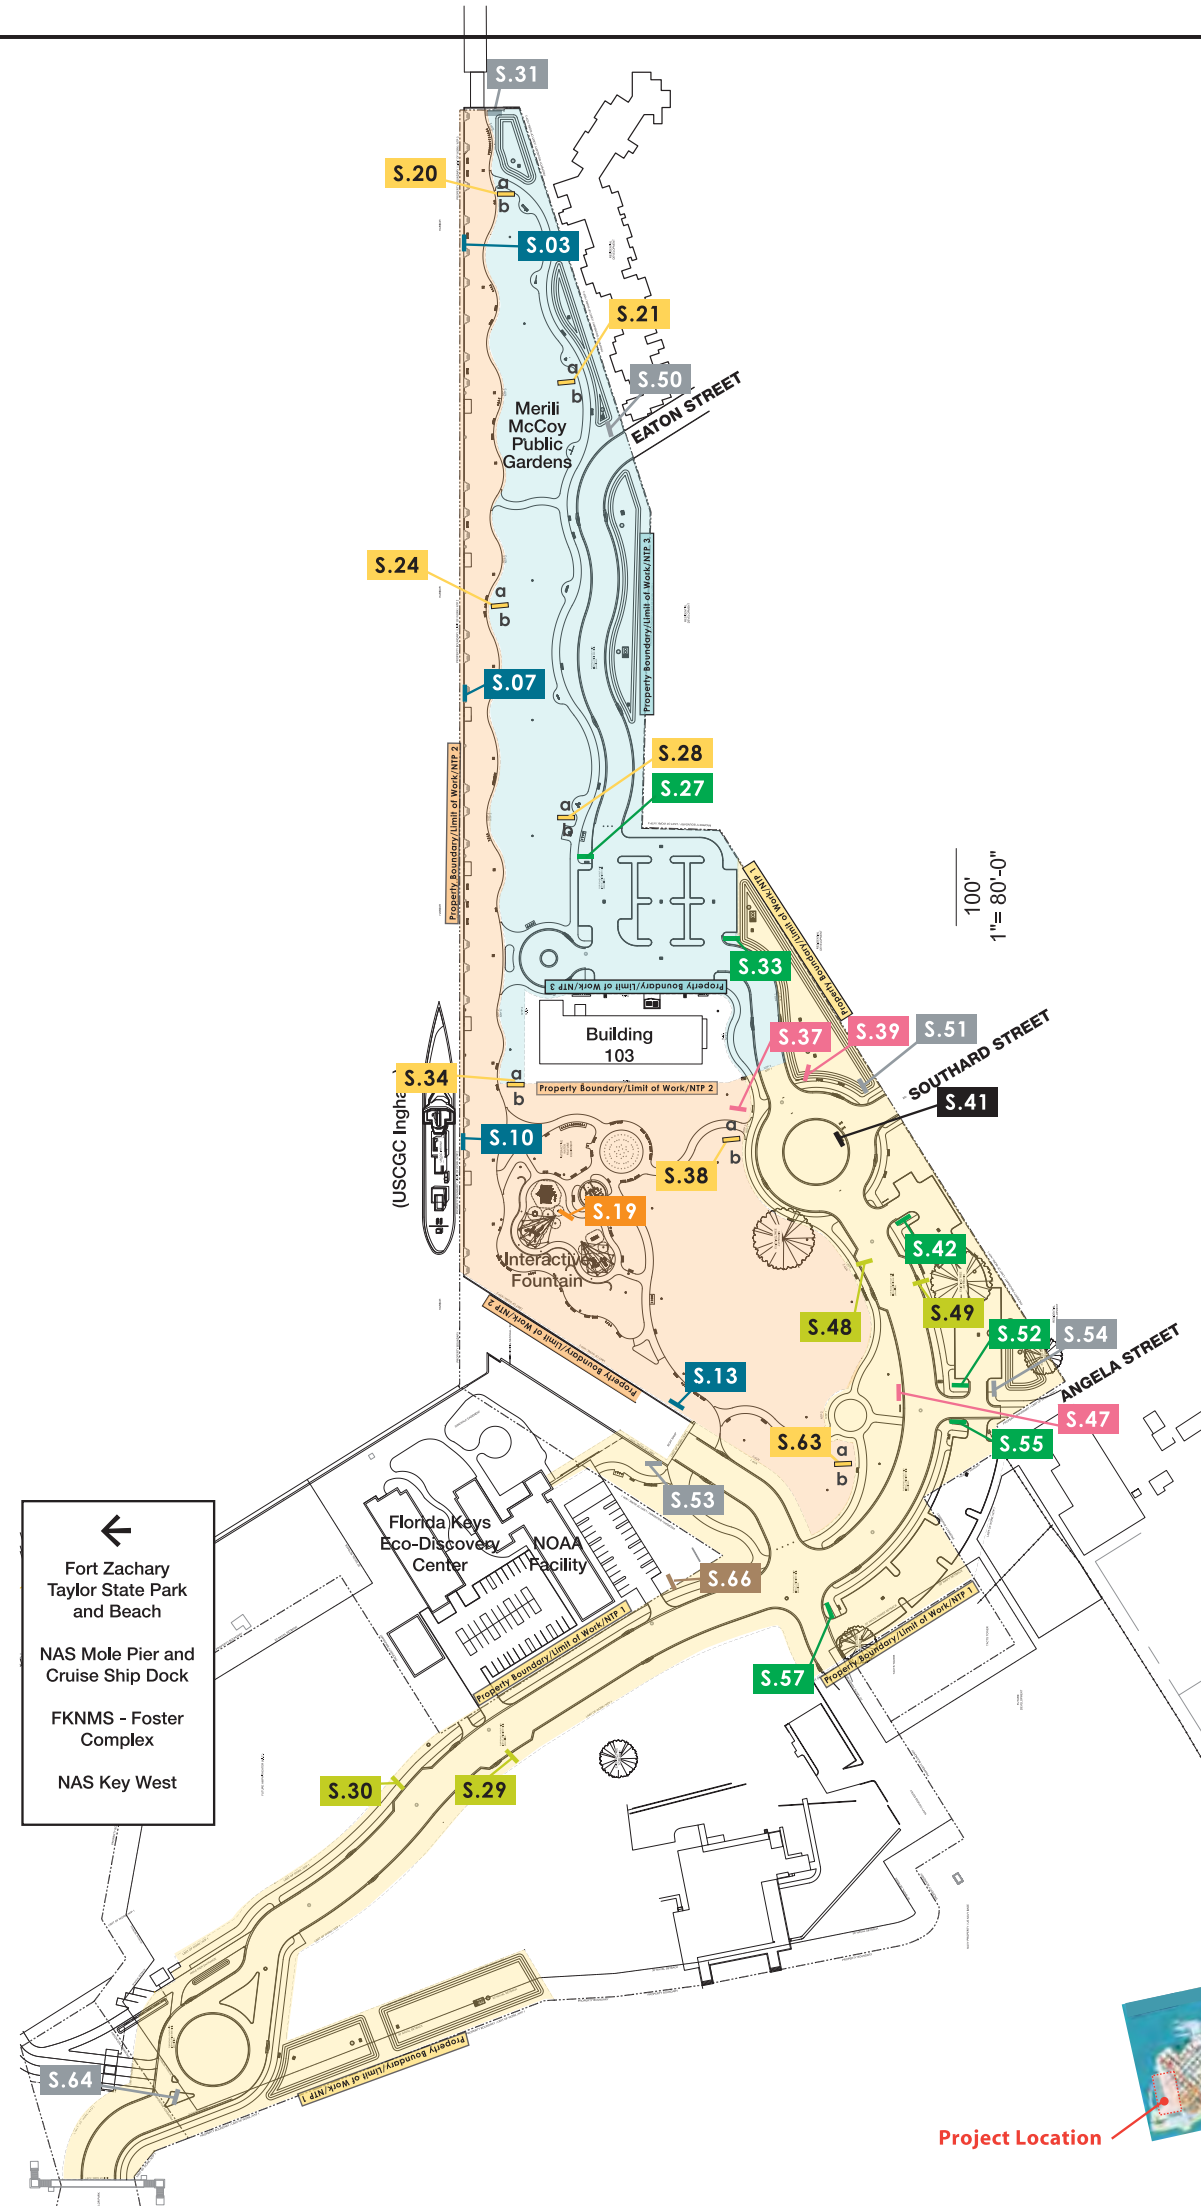 S.31
S.20
a
b
S.03
S.21
a
b
S.50
EATON STREET
Merili
McCoy
Public
Gardens
S.24
a
b
Property Boundary/Limit of Work/NTP 3
S.07
Property Boundary/Limit of Work/NTP 2
S.28
S.27
a
b
100'
1"= 80'-0"
Property Boundary/Limit of Work/NTP 1
S.33
Property Boundary/Limit of Work/NTP 3
Building
103
S.37
S.39
S.51
SOUTHARD STREET
S.34
a
b
Property Boundary/Limit of Work/NTP 2
S.41
(USCGC Ingha
S.10
a
b
S.38
S.19
Interactive
Fountain
S.42
S.48
S.49
Property Boundary/Limit of Work/NTP 2
S.52
S.54
ANGELA STREET
S.13
S.47
S.63
a
b
S.55
S.53
Florida Keys
Eco-Discovery
Center
NOAA
Facility
S.66
Fort Zachary
Taylor State Park
and Beach
NAS Mole Pier and
Cruise Ship Dock
FKNMS - Foster
Complex
NAS Key West
Property Boundary/Limit of Work/NTP 1
Property Boundary/Limit of Work/NTP 1
S.57
S.30
S.29
Property Boundary/Limit of Work/NTP 1
S.64
Project Location